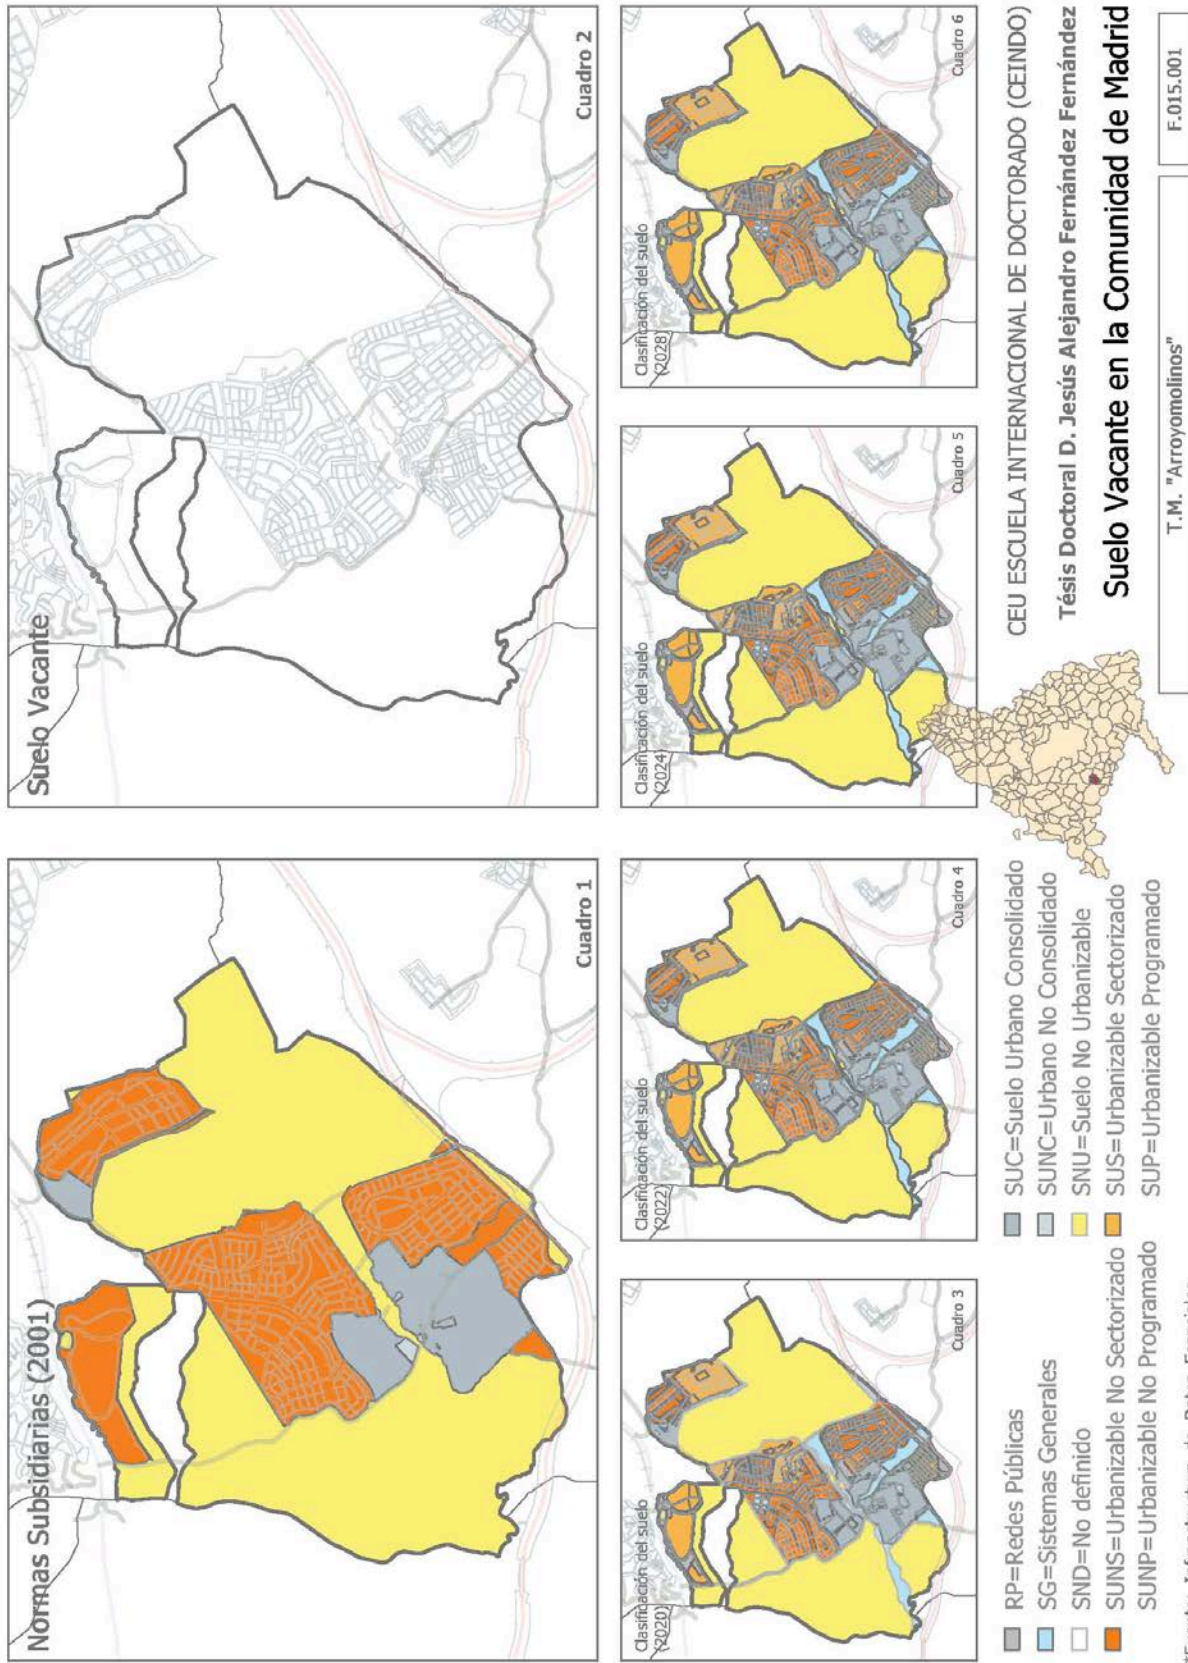 Normas Subsidiarias (2001)
Cuadro 1
Suelo Vacante
Cuadro 2
Clasificación del suelo
(2020)
Cuadro 3
Clasificación del suelo
(2022)
Cuadro 4
Clasificación del suelo
(2024)
Cuadro 5
Clasificación del suelo
(2028)
Cuadro 6
RP=Redes Públicas
SG=Sistemas Generales
SND=No definido
SUNS=Urbanizable No Sectorizado
SUNP=Urbanizable No Programado
SUC=Suelo Urbano Consolidado
SUNC=Urbano No Consolidado
SNU=Suelo No Urbanizable
SUS=Urbanizable Sectorizado
SUP=Urbanizable Programado
CEU ESCUELA INTERNACIONAL DE DOCTORADO (CEINDO)
Tésis Doctoral D. Jesús Alejandro Fernández Fernández
Suelo Vacante en la Comunidad de Madrid
T.M. "Arroyomolinos"
F.015.001